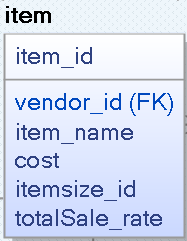 item
item_id
vendor_id (FK)
item_name
cost
itemsize_id
totalSale_rate